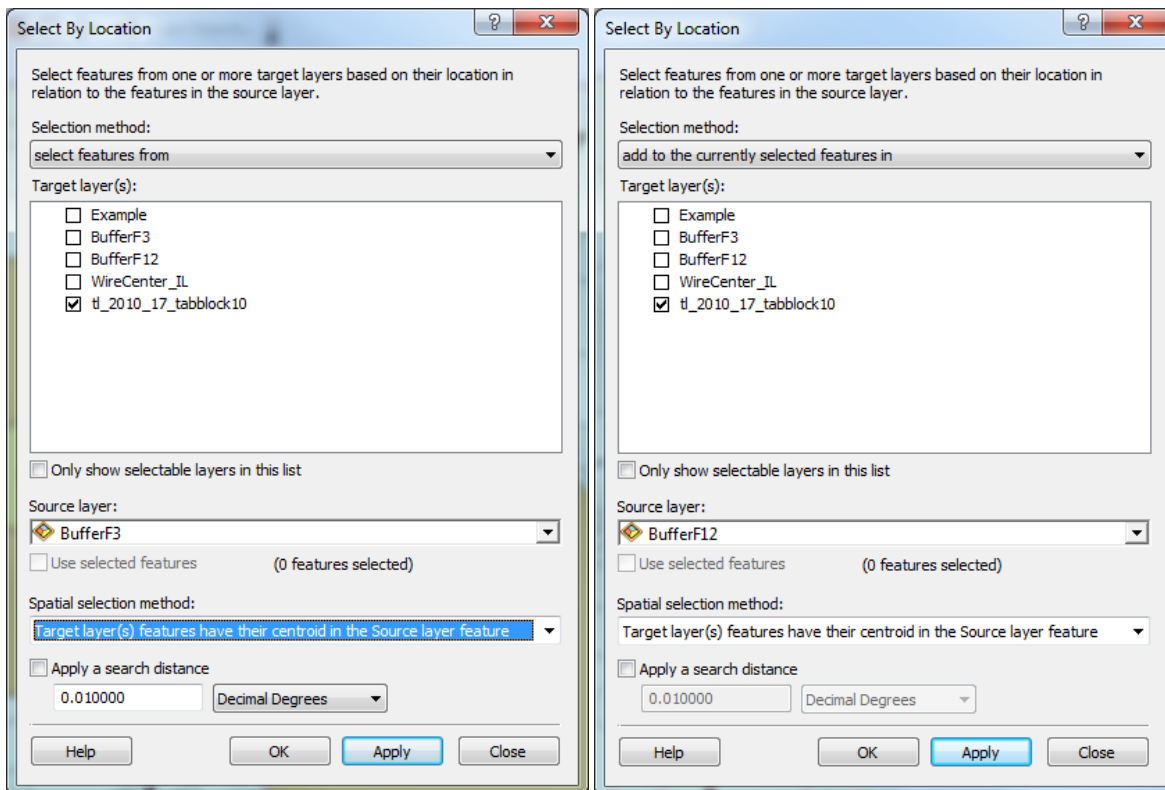 Select By Location
Select features from one or more target layers based on their location in
relation to the features in the source layer.
Selection method:
select features from
Target layer(s):
Example
BufferF3
BufferF12
WireCenter_IL
tl_2010_17_tabblock10
Only show selectable layers in this list
Source layer:
BufferF3
Use selected features (0 features selected)
Spatial selection method:
Target layer(s) features have their centroid in the Source layer feature
Apply a search distance
0.010000 Decimal Degrees
Help OK Apply Close
Select By Location
Select features from one or more target layers based on their location in
relation to the features in the source layer.
Selection method:
add to the currently selected features in
Target layer(s):
Example
BufferF3
BufferF12
WireCenter_IL
tl_2010_17_tabblock10
Only show selectable layers in this list
Source layer:
BufferF12
Use selected features (0 features selected)
Spatial selection method:
Target layer(s) features have their centroid in the Source layer feature
Apply a search distance
0.010000 Decimal Degrees
Help OK Apply Close